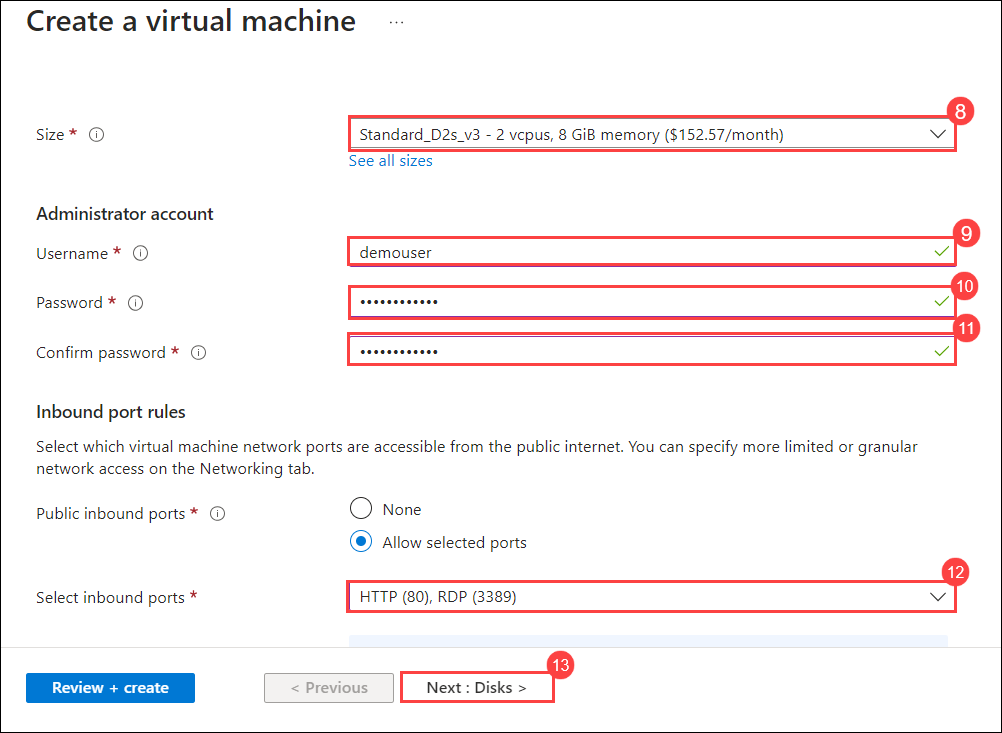 Create a virtual machine ...
8
Size *
Standard_D2s_v3 - 2 vcpus, 8 GiB memory ($152.57/month)
See all sizes
Administrator account
9
Username *
demouser
10
Password *
••••••••••••
11
Confirm password *
••••••••••••
Inbound port rules
Select which virtual machine network ports are accessible from the public internet. You can specify more limited or granular
network access on the Networking tab.
Public inbound ports *
None
Allow selected ports
12
Select inbound ports *
HTTP (80), RDP (3389)
13
Review + create
< Previous
Next : Disks >